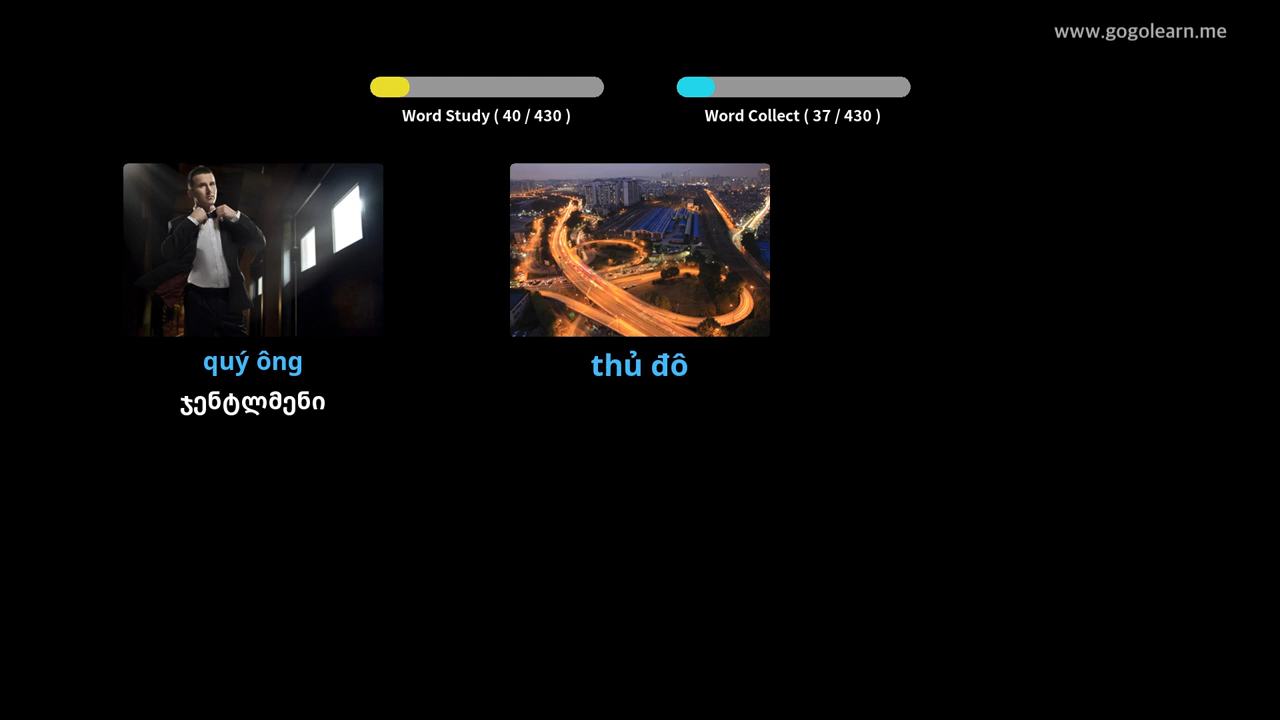 www.gogolearn.me
Word Study ( 40 / 430 )
Word Collect ( 37 / 430 )
quý ông
ჯენტლმენი
thủ đô